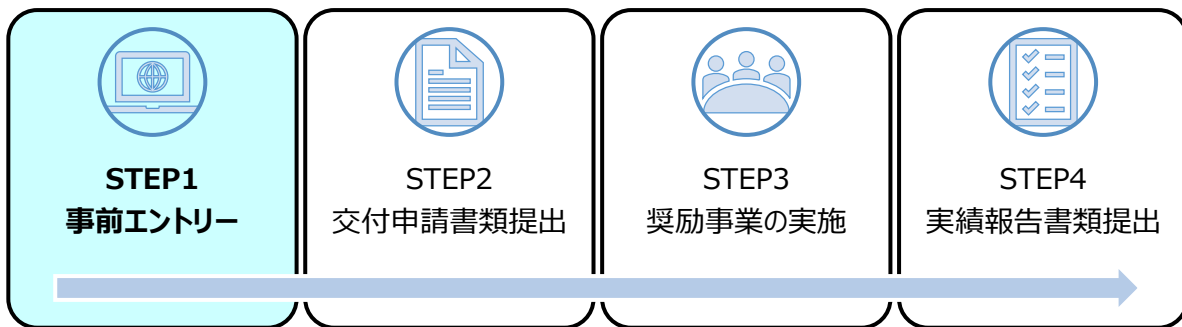 STEP1
事前エントリー
STEP2
交付申請書類提出
STEP3
奨励事業の実施
STEP4
実績報告書類提出